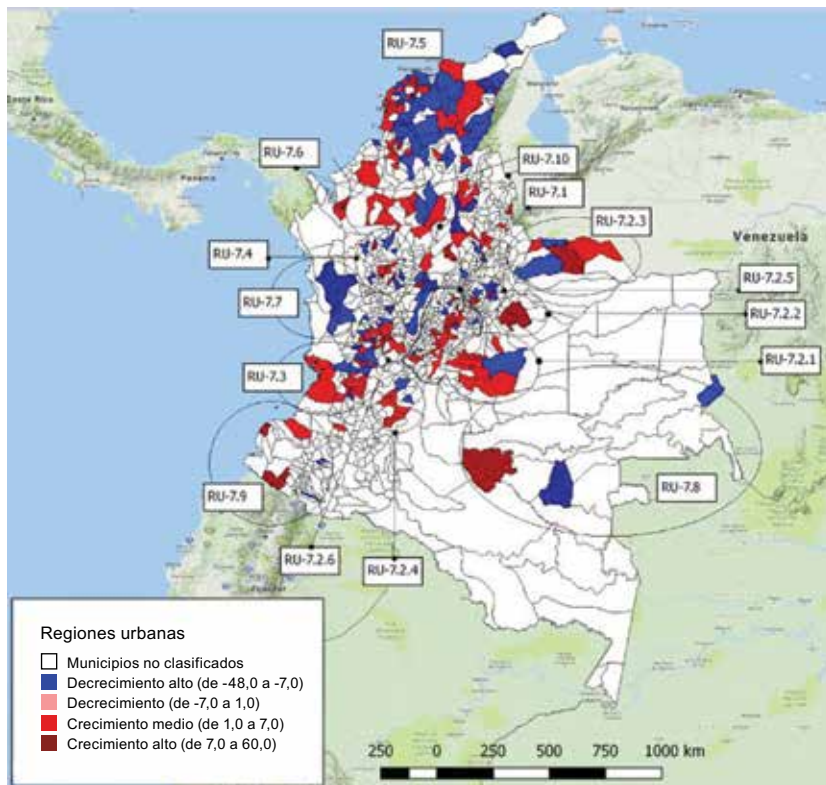 RU-7.5
Costa Rica
RU-7.6
Panamá
RU-7.10
RU-7.1
RU-7.2.3
Venezuela
RU-7.4
RU-7.7
RU-7.2.5
RU-7.2.2
RU-7.2.1
RU-7.3
RU-7.9
RU-7.8
RU-7.2.6
RU-7.2.4
Ecuador
Regiones urbanas
Municipios no clasificados
Decrecimiento alto (de -48,0 a -7,0)
Decrecimiento (de -7,0 a 1,0)
Crecimiento medio (de 1,0 a 7,0)
Crecimiento alto (de 7,0 a 60,0)
250 0 250 500 750 1000 km